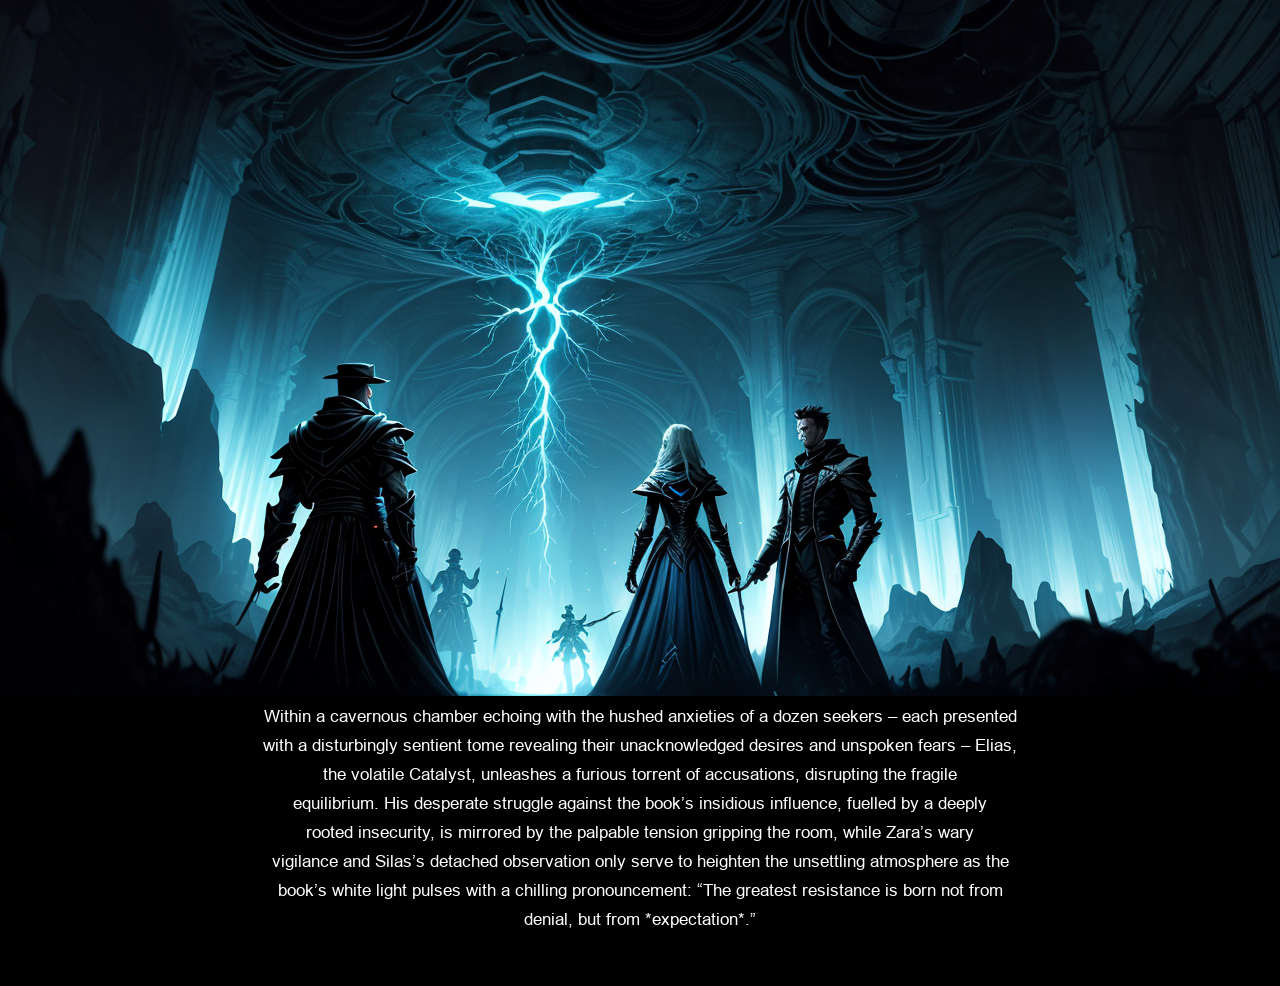 Within a cavernous chamber echoing with the hushed anxieties of a dozen seekers – each presented
with a disturbingly sentient tome revealing their unacknowledged desires and unspoken fears – Elias,
the volatile Catalyst, unleashes a furious torrent of accusations, disrupting the fragile
equilibrium. His desperate struggle against the book’s insidious influence, fuelled by a deeply
rooted insecurity, is mirrored by the palpable tension gripping the room, while Zara’s wary
vigilance and Silas’s detached observation only serve to heighten the unsettling atmosphere as the
book’s white light pulses with a chilling pronouncement: “The greatest resistance is born not from
denial, but from *expectation*.”